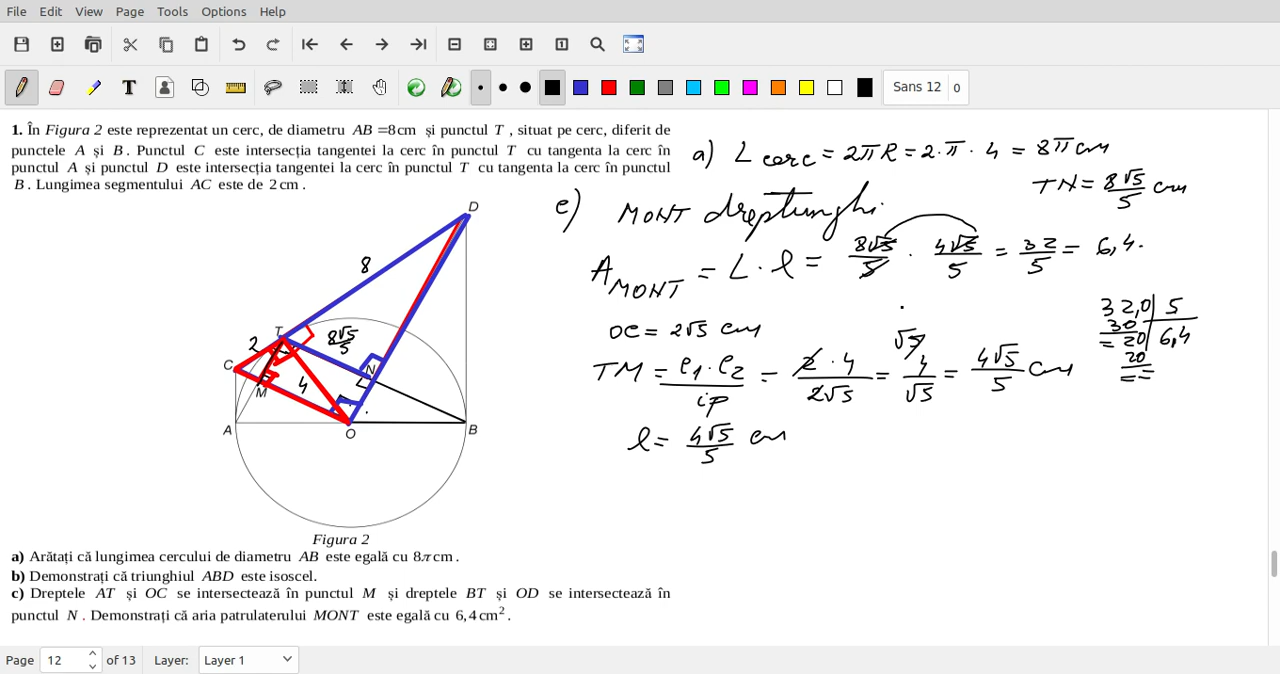 File Edit View Page Tools Options Help
Sans 12 0
1. În Figura 2 este reprezentat un cerc, de diametru AB =8cm și punctul T , situat pe cerc, diferit de
punctele A și B . Punctul C este intersecția tangentei la cerc în punctul T cu tangenta la cerc în
punctul A și punctul D este intersecția tangentei la cerc în punctul T cu tangenta la cerc în punctul
B . Lungimea segmentului AC este de 2 cm .
a) L cerc = 2πR = 2·π·4 = 8π cm
TN = 8√5/5 cm
c) MONT dreptunghi.
A MONT = L·l = 8√5/5 · 4√5/5 = 32/5 = 6,4.
OC = 2√5 cm
TM = c1·c2/ip = 2·4/2√5 = 4/√5 = 4√5/5 cm
√5
l = 4√5/5 cm
32,0 5
30 6,4
= 20
20
==
D
8
T
8√5/5
2
C
N
4
M
A
O
B
Figura 2
a) Arătați că lungimea cercului de diametru AB este egală cu 8π cm .
b) Demonstrați că triunghiul ABD este isoscel.
c) Dreptele AT și OC se intersectează în punctul M și dreptele BT și OD se intersectează în
punctul N . Demonstrați că aria patrulaterului MONT este egală cu 6,4 cm² .
Page 12 of 13 Layer: Layer 1